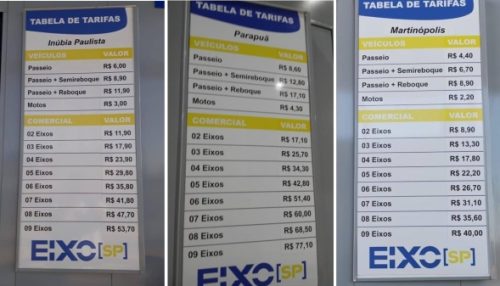 TABELA DE TARIFAS
Inúbia Paulista
VEÍCULOS VALOR
Passeio R$ 6,00
Passeio + Semireboque R$ 8,90
Passeio + Reboque R$ 11,90
Motos R$ 3,00
COMERCIAL VALOR
02 Eixos R$ 11,90
03 Eixos R$ 17,90
04 Eixos R$ 23,90
05 Eixos R$ 29,80
06 Eixos R$ 35,80
07 Eixos R$ 41,80
08 Eixos R$ 47,70
09 Eixos R$ 53,70
EIXO[SP]
TABELA DE TARIFAS
Parapuã
VEÍCULOS VALOR
Passeio R$ 8,60
Passeio + Semireboque R$ 12,80
Passeio + Reboque R$ 17,10
Motos R$ 4,30
COMERCIAL VALOR
02 Eixos R$ 17,10
03 Eixos R$ 25,70
04 Eixos R$ 34,30
05 Eixos R$ 42,80
06 Eixos R$ 51,40
07 Eixos R$ 60,00
08 Eixos R$ 68,50
09 Eixos R$ 77,10
EIXO[SP]
TABELA DE TARIFAS
Martinópolis
VEÍCULOS VALOR
Passeio R$ 4,40
Passeio + Semireboque R$ 6,70
Passeio + Reboque R$ 8,90
Motos R$ 2,20
COMERCIAL VALOR
02 Eixos R$ 8,90
03 Eixos R$ 13,30
04 Eixos R$ 17,80
05 Eixos R$ 22,20
06 Eixos R$ 26,70
07 Eixos R$ 31,10
08 Eixos R$ 35,60
09 Eixos R$ 40,00
EIXO[SP]